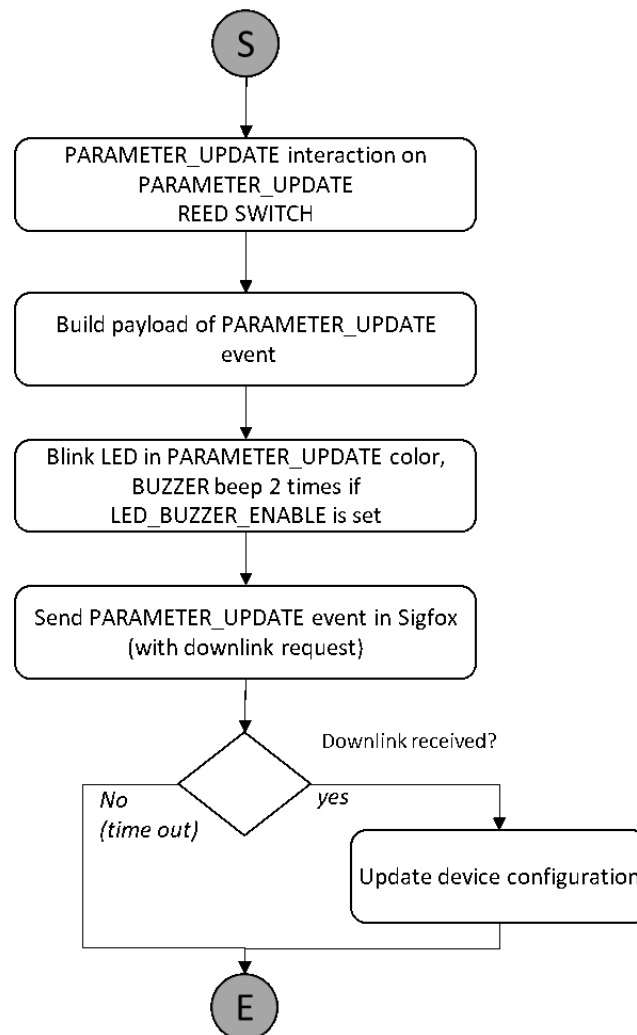 S
PARAMETER_UPDATE interaction on
PARAMETER_UPDATE
REED SWITCH
Build payload of PARAMETER_UPDATE
event
Blink LED in PARAMETER_UPDATE color,
BUZZER beep 2 times if
LED_BUZZER_ENABLE is set
Send PARAMETER_UPDATE event in Sigfox
(with downlink request)
Downlink received?
No
(time out)
yes
Update device configuration
E